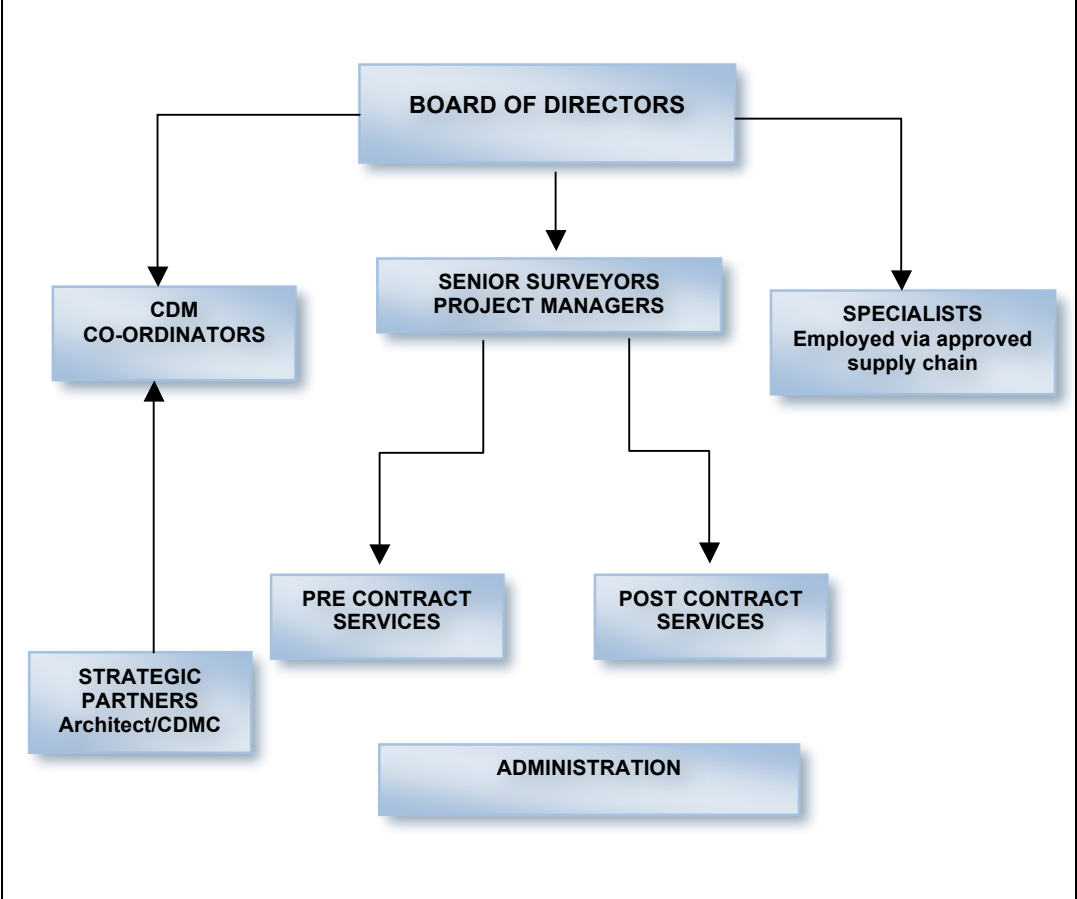 BOARD OF DIRECTORS
CDM
CO-ORDINATORS
SENIOR SURVEYORS
PROJECT MANAGERS
SPECIALISTS
Employed via approved
supply chain
PRE CONTRACT
SERVICES
POST CONTRACT
SERVICES
STRATEGIC
PARTNERS
Architect/CDMC
ADMINISTRATION